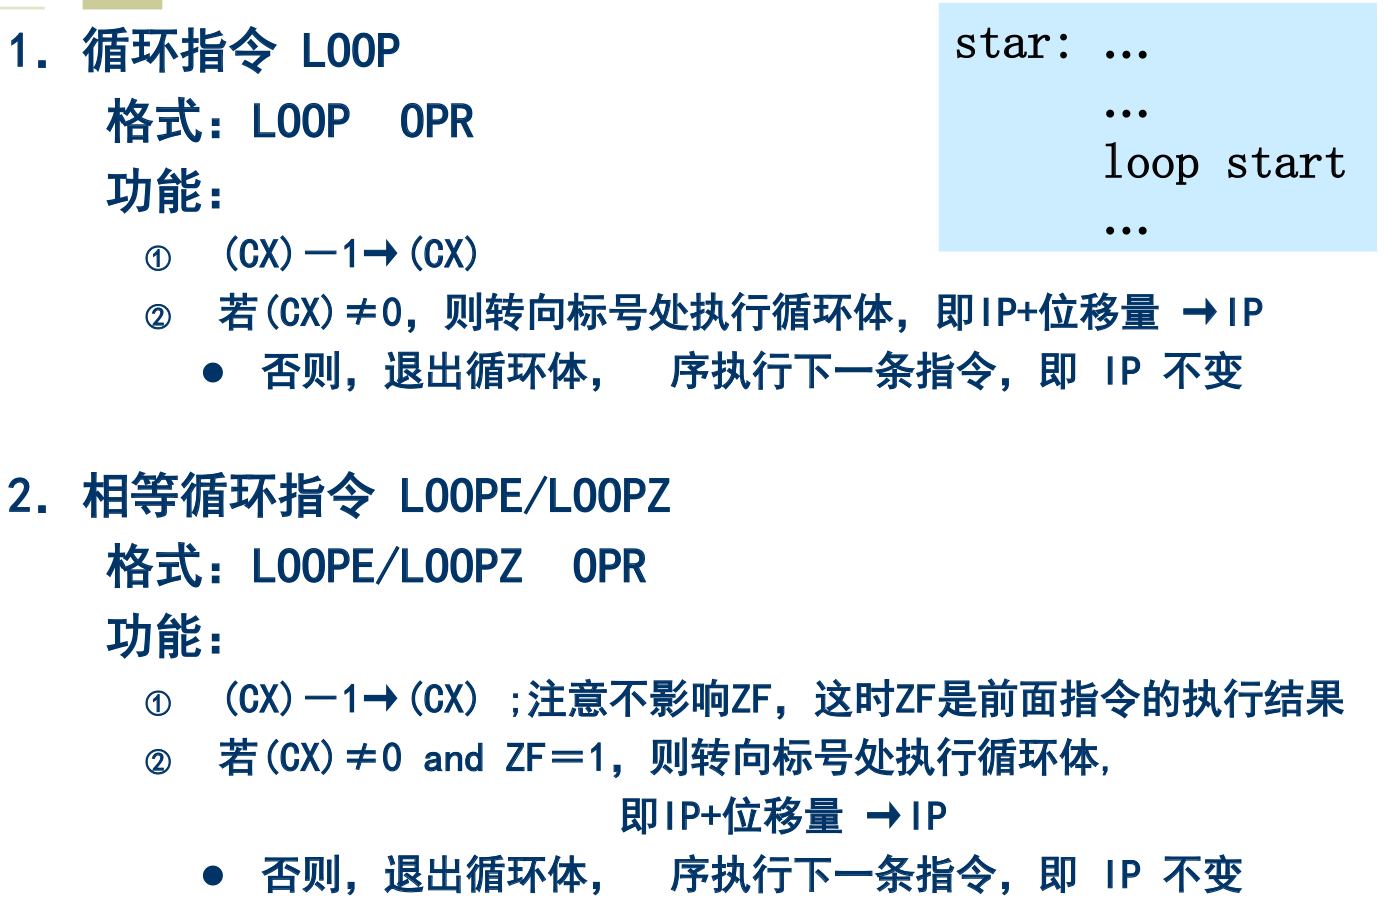 1. 循环指令 LOOP
格式：LOOP OPR
功能：
① (CX)－1→(CX)
② 若(CX)≠0，则转向标号处执行循环体，即IP+位移量 →IP
● 否则，退出循环体， 序执行下一条指令，即 IP 不变
star: …
…
loop start
…
2. 相等循环指令 LOOPE/LOOPZ
格式：LOOPE/LOOPZ OPR
功能：
① (CX)－1→(CX) ;注意不影响ZF，这时ZF是前面指令的执行结果
② 若(CX)≠0 and ZF＝1，则转向标号处执行循环体,
即IP+位移量 →IP
● 否则，退出循环体， 序执行下一条指令，即 IP 不变